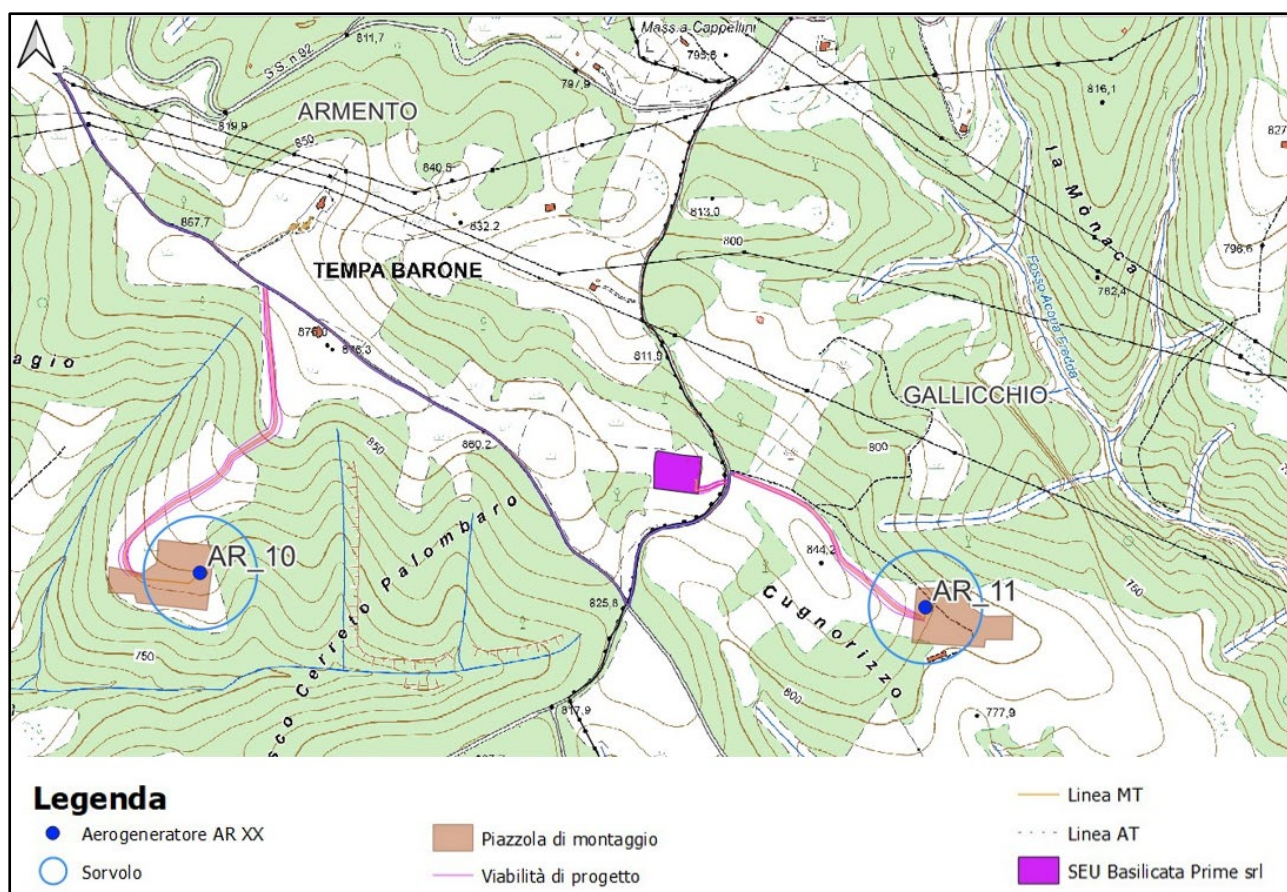 Mass.a Cappellini
811,7
S.S. n 92
795,6
797,9
816,1
ARMENTO
819,9
850
827
840,6
la Monaca
832.2
813.0
867,7
800
796,6
TEMPA BARONE
762,4
Fosso Acqua Fredda
876,0
876,3
811,9
agio
GALLICCHIO
850
860,2
800
sco Cerreto Palombaro
844,2
AR_10
AR_11
825,8
Cugnorizzo
750
750
800
817,9
777,9
Legenda
Aerogeneratore AR XX
Sorvolo
Piazzola di montaggio
Viabilità di progetto
Linea MT
Linea AT
SEU Basilicata Prime srl